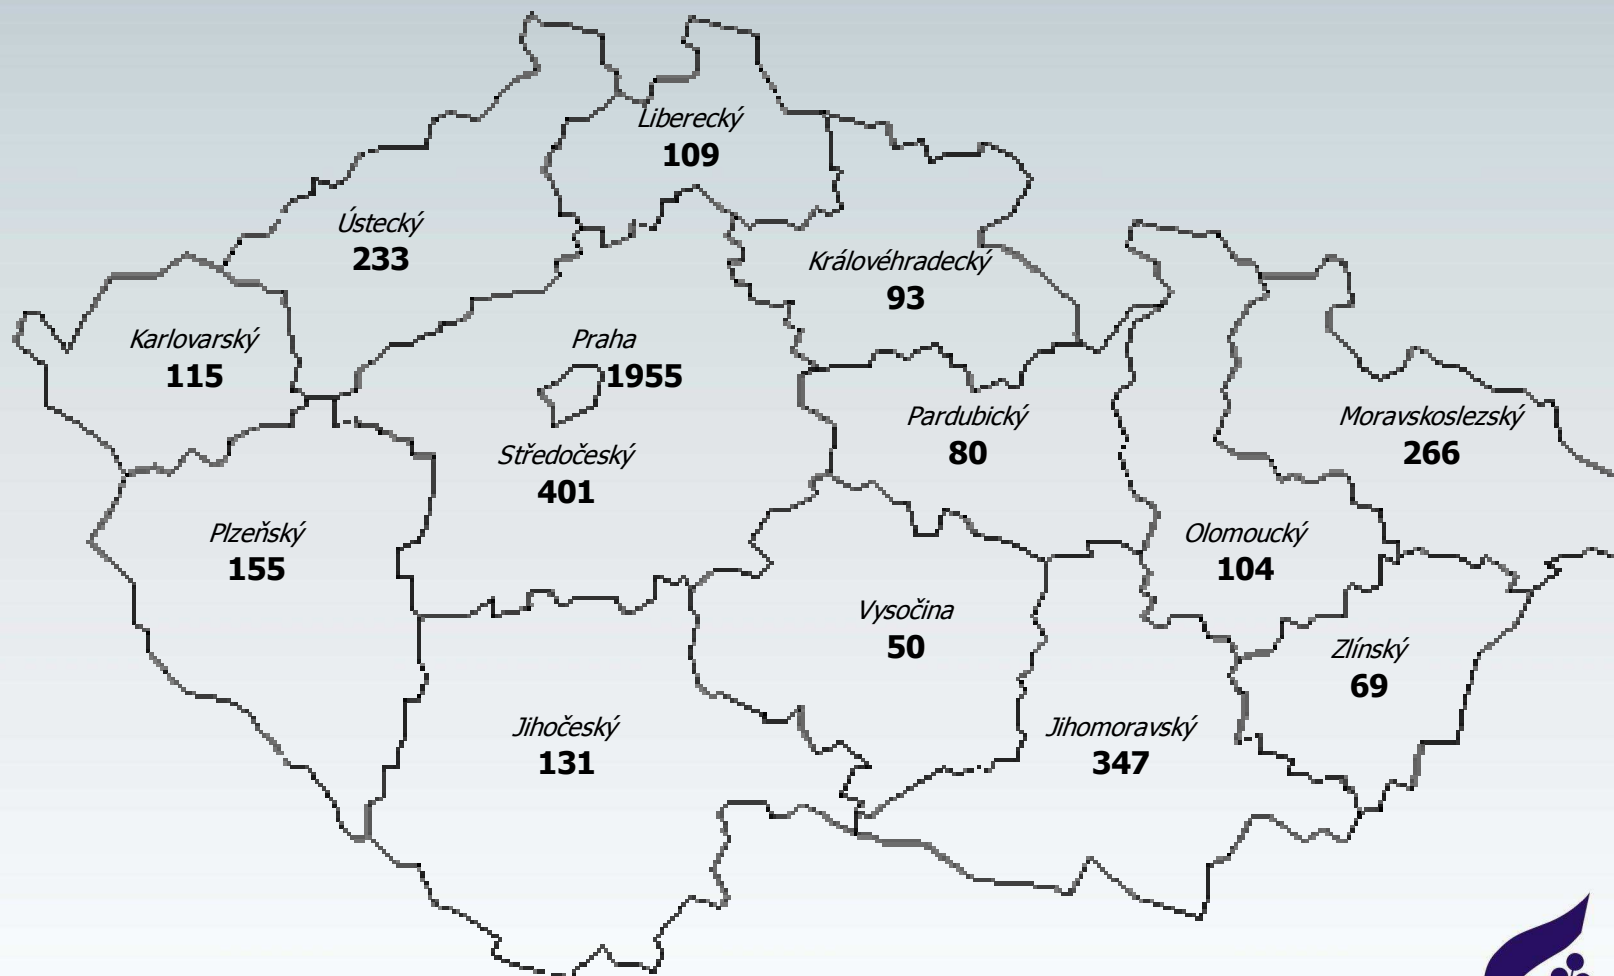 Liberecký
109
Ústecký
233
Královéhradecký
93
Karlovarský
115
Praha
1955
Pardubický
80
Moravskoslezský
266
Středočeský
401
Plzeňský
155
Olomoucký
104
Vysočina
50
Zlínský
69
Jihočeský
131
Jihomoravský
347